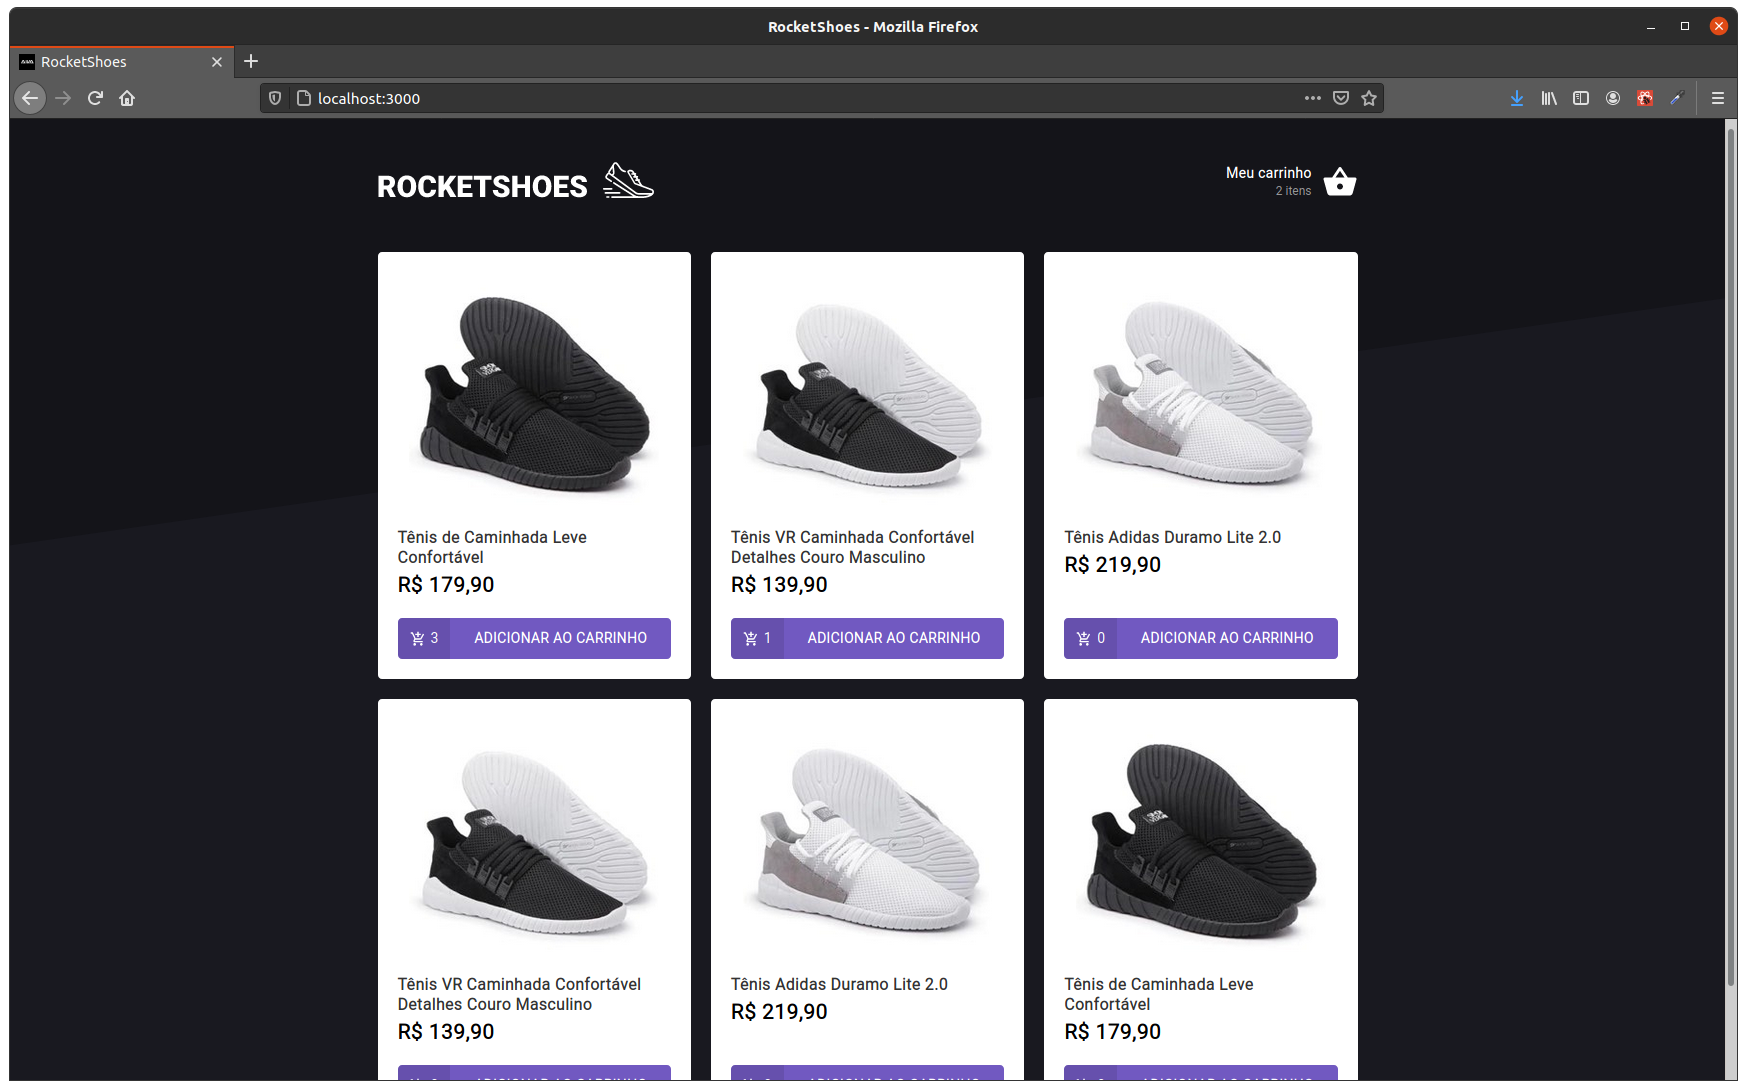 RocketShoes - Mozilla Firefox
RocketShoes
localhost:3000
ROCKETSHOES
Meu carrinho
2 itens
Tênis de Caminhada Leve
Confortável
R$ 179,90
3 ADICIONAR AO CARRINHO
Tênis VR Caminhada Confortável
Detalhes Couro Masculino
R$ 139,90
1 ADICIONAR AO CARRINHO
Tênis Adidas Duramo Lite 2.0
R$ 219,90
0 ADICIONAR AO CARRINHO
Tênis VR Caminhada Confortável
Detalhes Couro Masculino
R$ 139,90
Tênis Adidas Duramo Lite 2.0
R$ 219,90
Tênis de Caminhada Leve
Confortável
R$ 179,90